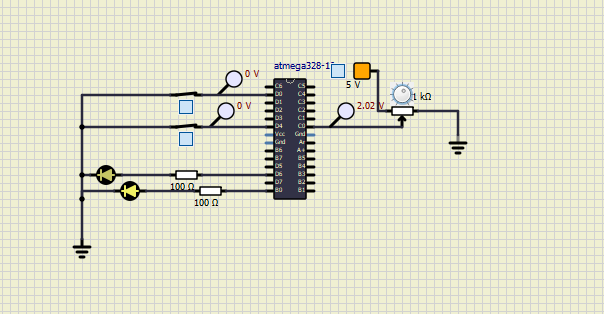 atmega328-1
0 V
5 V
C6 C5
D0 C4
1 kΩ
D1 C3
0 V
2.02 V
D2 C2
D3 C1
D4 C0
Vcc Gnd
Gnd Ar
B6 A+
B7 B5
D5 B4
D6 B3
100 Ω
D7 B2
B0 B1
100 Ω